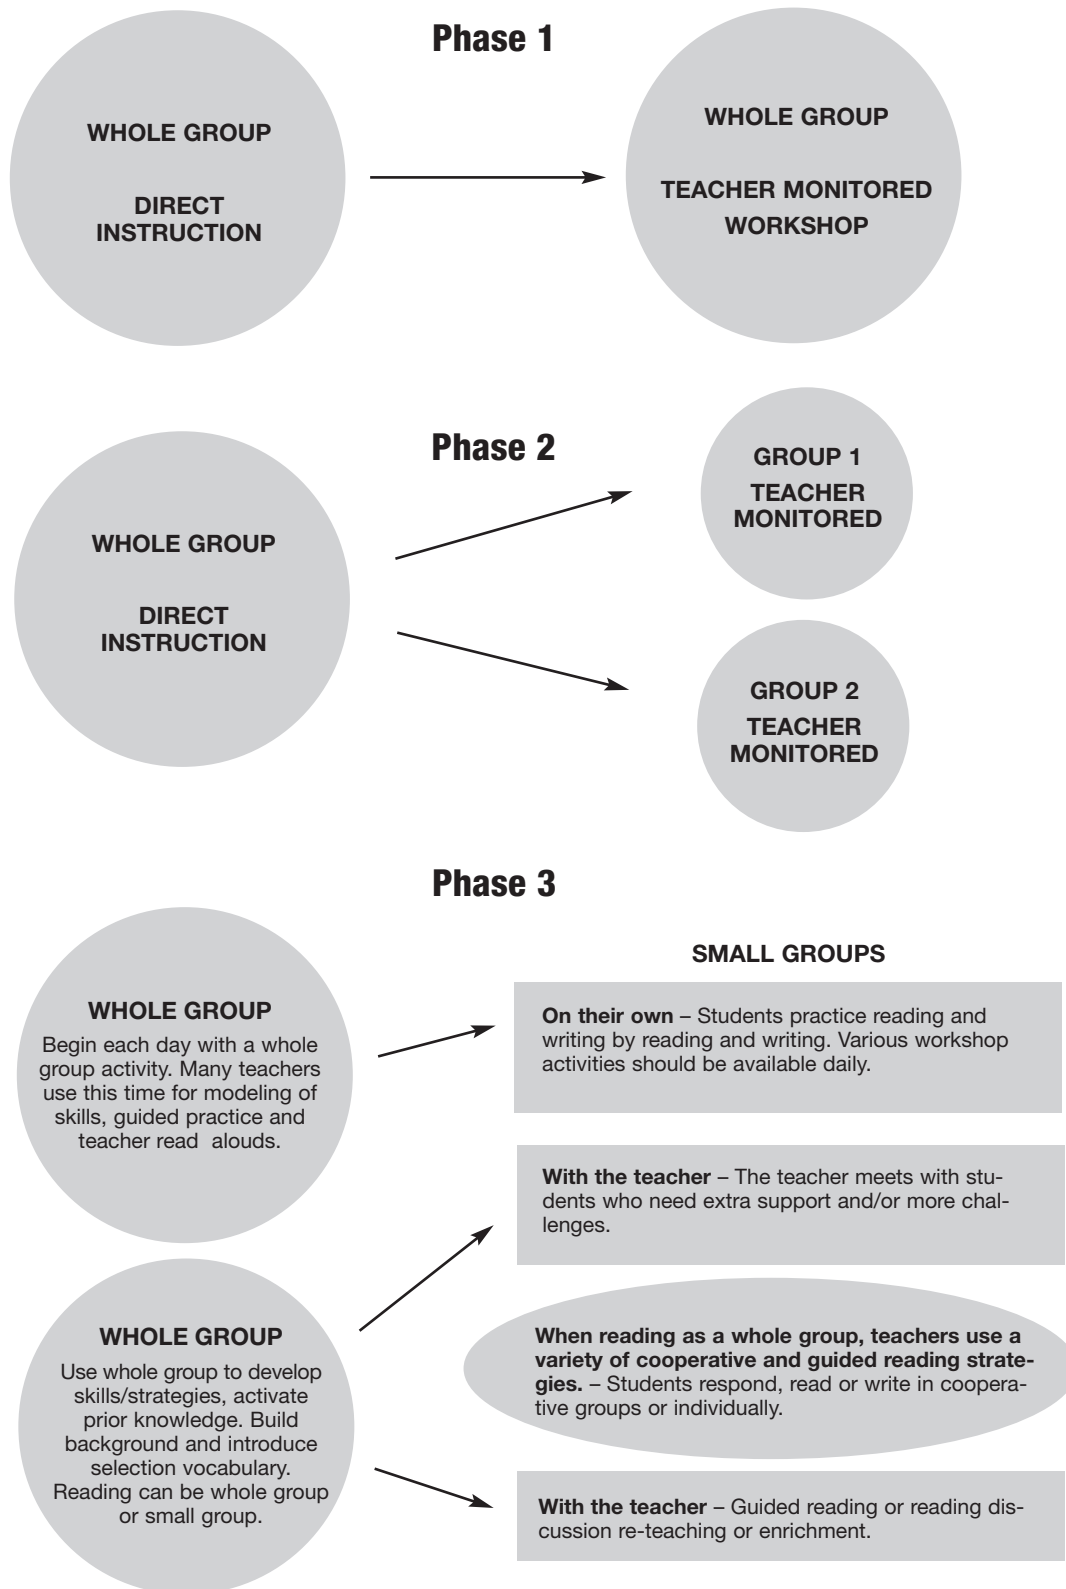 Phase 1
WHOLE GROUP
DIRECT
INSTRUCTION
WHOLE GROUP
TEACHER MONITORED
WORKSHOP
Phase 2
WHOLE GROUP
DIRECT
INSTRUCTION
GROUP 1
TEACHER
MONITORED
GROUP 2
TEACHER
MONITORED
Phase 3
WHOLE GROUP
Begin each day with a whole
group activity. Many teachers
use this time for modeling of
skills, guided practice and
teacher read alouds.
WHOLE GROUP
Use whole group to develop
skills/strategies, activate
prior knowledge. Build
background and introduce
selection vocabulary.
Reading can be whole group
or small group.
SMALL GROUPS
On their own – Students practice reading and
writing by reading and writing. Various workshop
activities should be available daily.
With the teacher – The teacher meets with stu-
dents who need extra support and/or more chal-
lenges.
When reading as a whole group, teachers use a
variety of cooperative and guided reading strate-
gies. – Students respond, read or write in coopera-
tive groups or individually.
With the teacher – Guided reading or reading dis-
cussion re-teaching or enrichment.